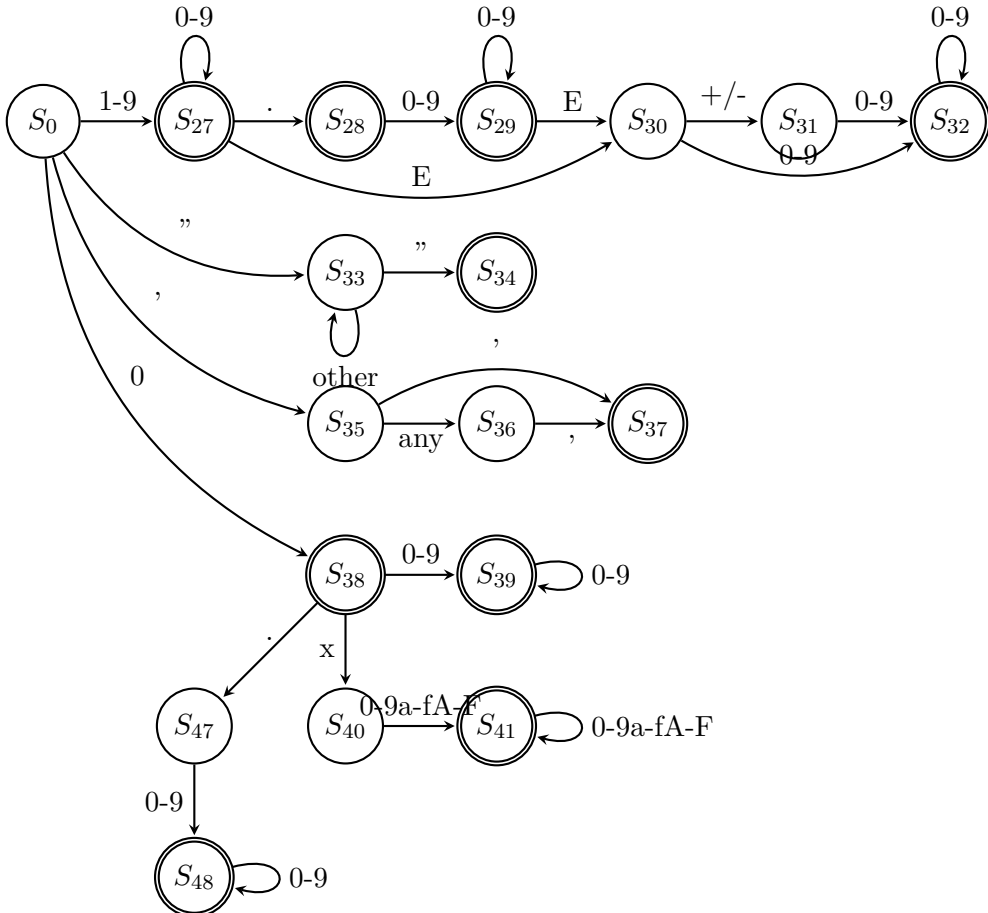 0-9 0-9 0-9
S0 1-9 S27 . S28 0-9 S29 E S30 +/- S31 0-9 S32
0-9
E
” S33 ” S34
,
other
,
S35 any S36 , S37
0
S38 0-9 S39 0-9
. x
S47 S40 0-9a-fA-F S41 0-9a-fA-F
0-9
S48 0-9